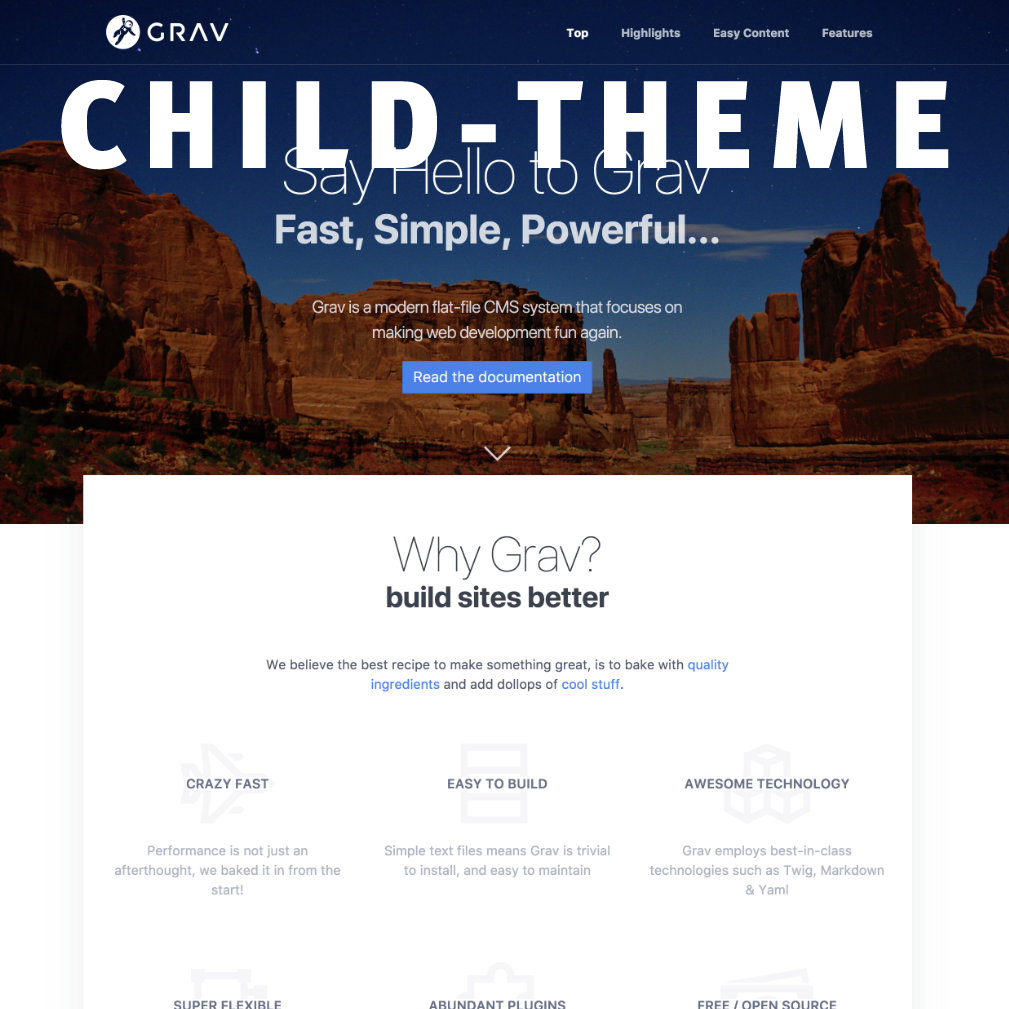 GRAV
Top Highlights Easy Content Features
CHILD-THEME
Say Hello to Grav
Fast, Simple, Powerful...
Grav is a modern flat-file CMS system that focuses on
making web development fun again.
Read the documentation
Why Grav?
build sites better
We believe the best recipe to make something great, is to bake with quality
ingredients and add dollops of cool stuff.
CRAZY FAST
Performance is not just an
afterthought, we baked it in from the
start!
EASY TO BUILD
Simple text files means Grav is trivial
to install, and easy to maintain
AWESOME TECHNOLOGY
Grav employs best-in-class
technologies such as Twig, Markdown
& Yaml
SUPER FLEXIBLE
ABUNDANT PLUGINS
FREE / OPEN SOURCE